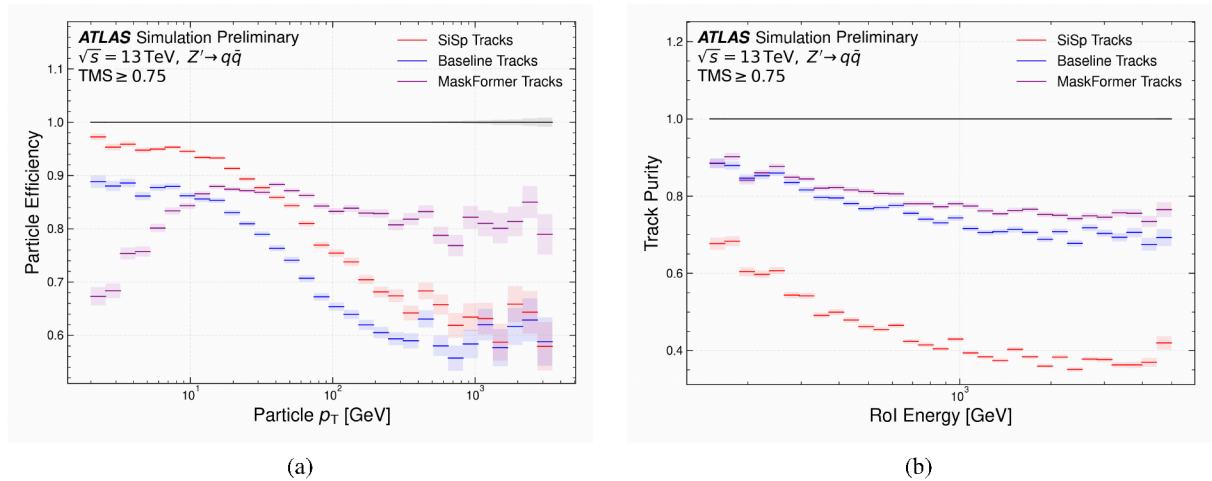 ATLAS Simulation Preliminary
√s = 13 TeV, Z′→ qq̄
TMS ≥ 0.75
SiSp Tracks
Baseline Tracks
MaskFormer Tracks
Particle Efficiency
1.1
1.0
0.9
0.8
0.7
0.6
10¹
10²
10³
Particle pT [GeV]
(a)
ATLAS Simulation Preliminary
√s = 13 TeV, Z′→ qq̄
TMS ≥ 0.75
SiSp Tracks
Baseline Tracks
MaskFormer Tracks
Track Purity
1.2
1.0
0.8
0.6
0.4
10³
RoI Energy [GeV]
(b)